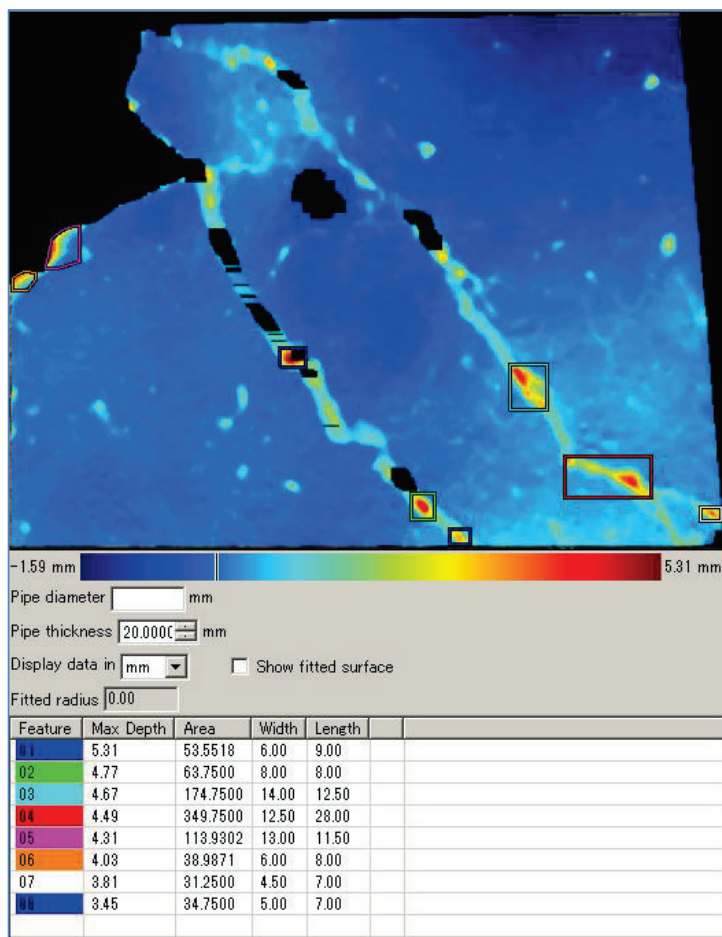 -1.59 mm 5.31 mm
Pipe diameter mm
Pipe thickness 20.000( mm
Display data in mm Show fitted surface
Fitted radius 0.00
Feature Max Depth Area Width Length
01 5.31 53.5518 6.00 9.00
02 4.77 63.7500 8.00 8.00
03 4.67 174.7500 14.00 12.50
04 4.49 349.7500 12.50 28.00
05 4.31 113.9302 13.00 11.50
06 4.03 38.9871 6.00 8.00
07 3.81 31.2500 4.50 7.00
08 3.45 34.7500 5.00 7.00